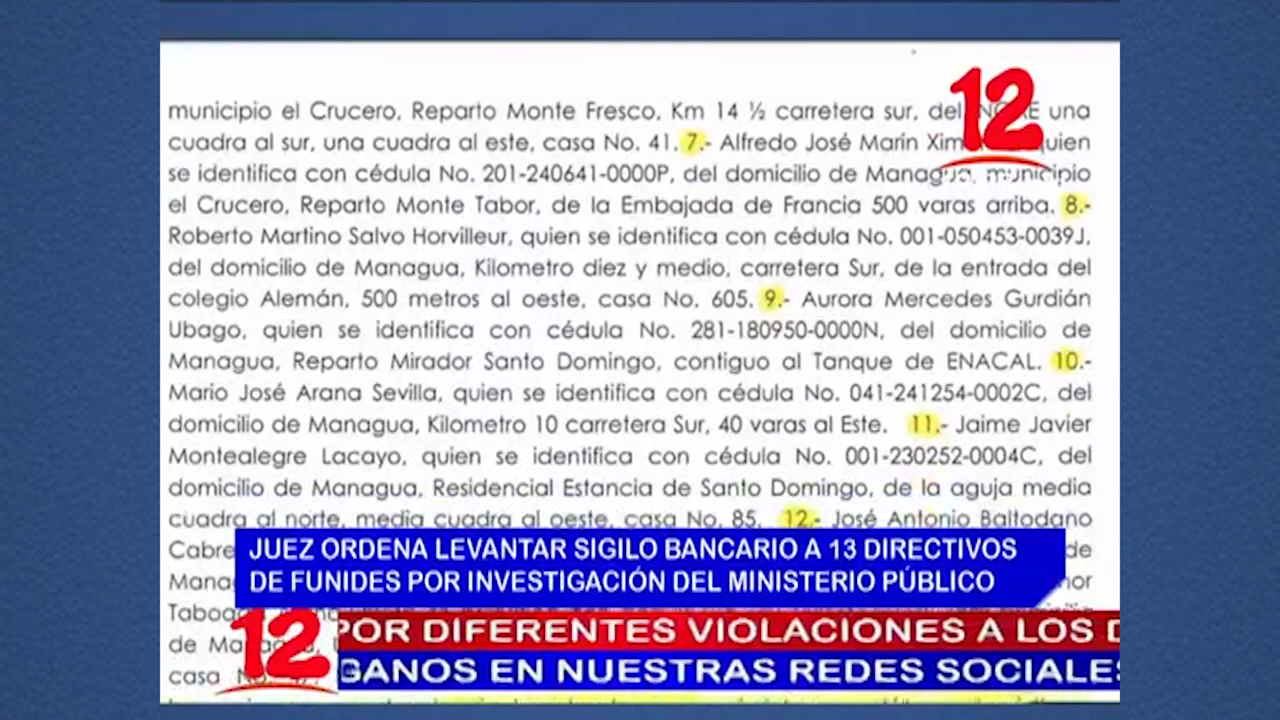 municipio el Crucero, Reparto Monte Fresco, Km 14 ½ carretera sur, del una
cuadra al sur, una cuadra al este, casa No. 41. 7.- Alfredo José Marín quien
se identifica con cédula No. 201-240641-0000P, del domicilio de Managua, municipio
el Crucero, Reparto Monte Tabor, de la Embajada de Francia 500 varas arriba. 8.-
Roberto Martino Salvo Horvilleur, quien se identifica con cédula No. 001-050453-0039J,
del domicilio de Managua, Kilometro diez y medio, carretera Sur, de la entrada del
colegio Alemán, 500 metros al oeste, casa No. 605. 9.- Aurora Mercedes Gurdián
Ubago, quien se identifica con cédula No. 281-180950-0000N, del domicilio de
Managua, Reparto Mirador Santo Domingo, contiguo al Tanque de ENACAL. 10.-
Mario José Arana Sevilla, quien se identifica con cédula No. 041-241254-0002C, del
domicilio de Managua, Kilometro 10 carretera Sur, 40 varas al Este. 11.- Jaime Javier
Montealegre Lacayo, quien se identifica con cédula No. 001-230252-0004C, del
domicilio de Managua, Residencial Estancia de Santo Domingo, de la aguja media
cuadra al norte, media cuadra al oeste, casa No. 85. 12.- José Antonio Baltodano
de
de
casa
12
JUEZ ORDENA LEVANTAR SIGILO BANCARIO A 13 DIRECTIVOS
DE FUNIDES POR INVESTIGACIÓN DEL MINISTERIO PÚBLICO
12
POR DIFERENTES VIOLACIONES A LOS D
GANOS EN NUESTRAS REDES SOCIALES